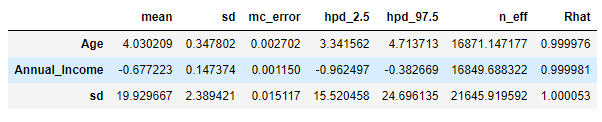 mean sd mc_error hpd_2.5 hpd_97.5 n_eff Rhat
Age 4.030209 0.347802 0.002702 3.341562 4.713713 16871.147177 0.999976
Annual_Income -0.677223 0.147374 0.001150 -0.962497 -0.382669 16849.688322 0.999981
sd 19.929667 2.389421 0.015117 15.520458 24.696135 21645.919592 1.000053